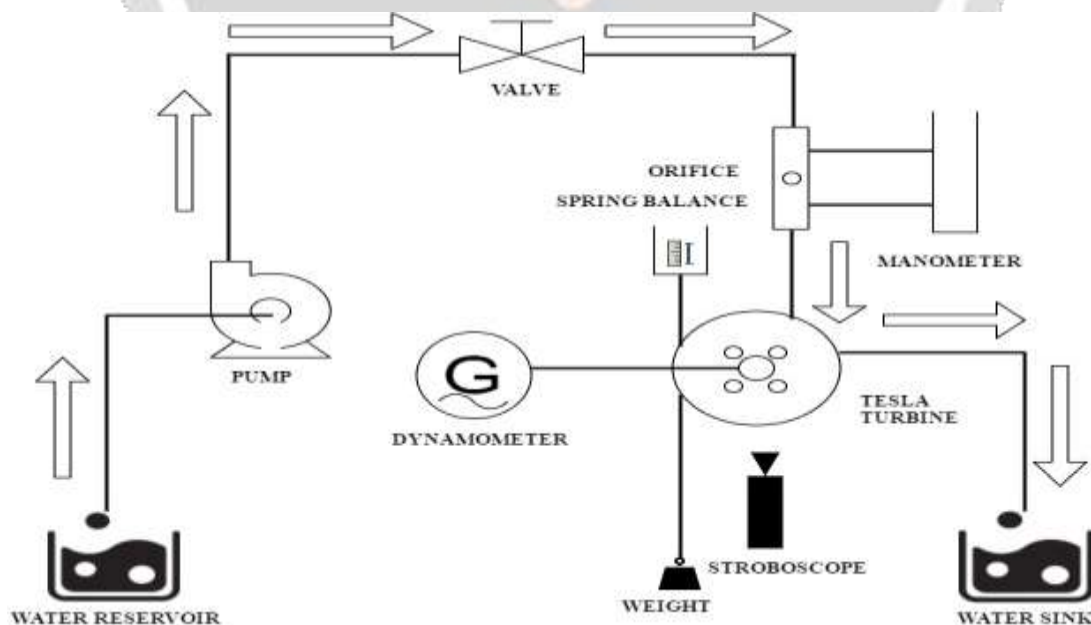 VALVE
ORIFICE
SPRING BALANCE
MANOMETER
PUMP
G
DYNAMOMETER
TESLA
TURBINE
STROBOSCOPE
WEIGHT
WATER RESERVOIR
WATER SINK